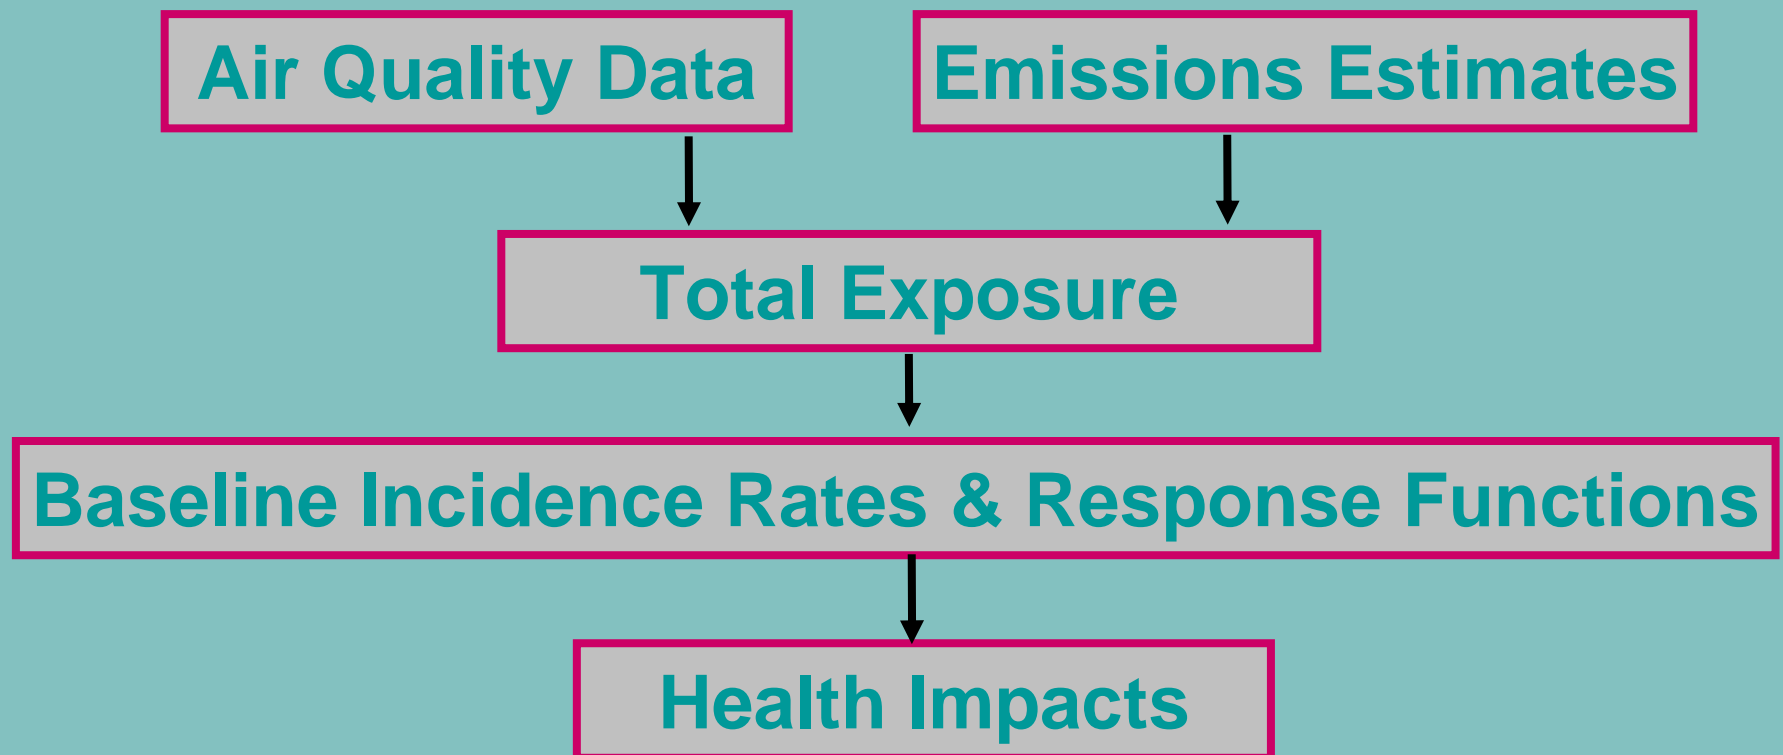 Air Quality Data
Emissions Estimates
Total Exposure
Baseline Incidence Rates & Response Functions
Health Impacts